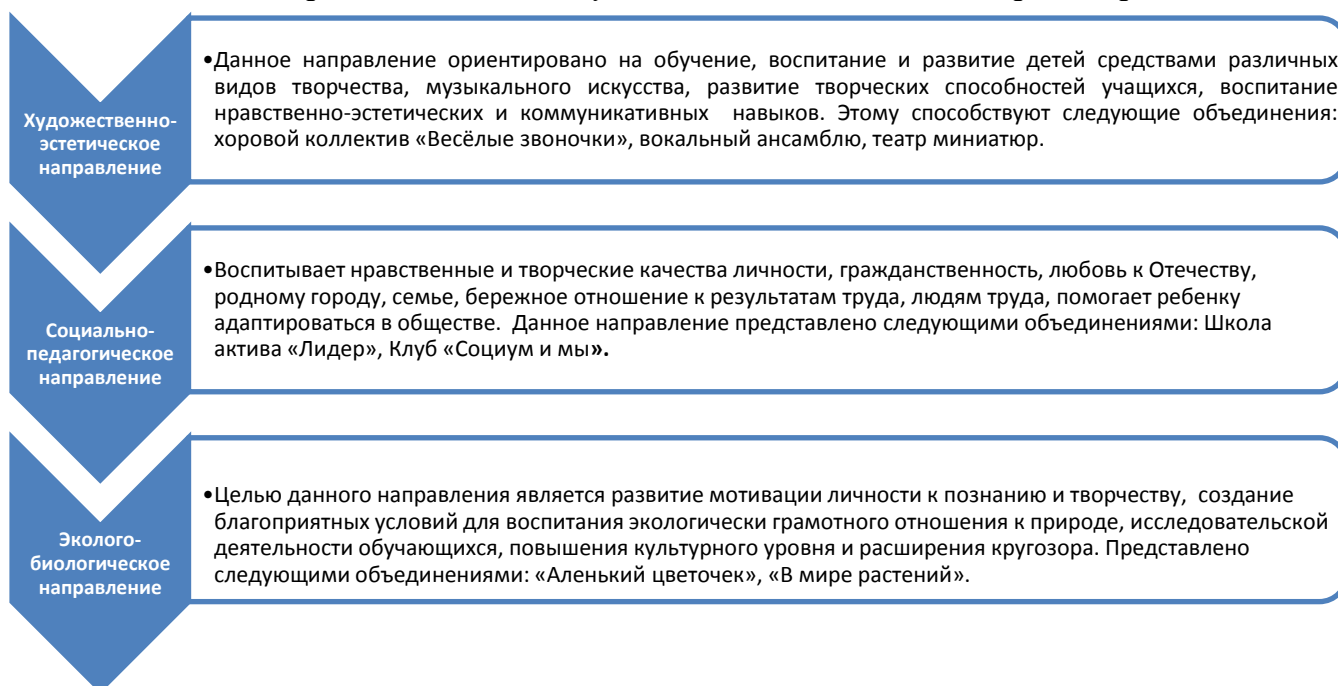 Художественно-
эстетическое
направление
•Данное направление ориентировано на обучение, воспитание и развитие детей средствами различных
видов творчества, музыкального искусства, развитие творческих способностей учащихся, воспитание
нравственно-эстетических и коммуникативных навыков. Этому способствуют следующие объединения:
хоровой коллектив «Весёлые звоночки», вокальный ансамблю, театр миниатюр.
Социально-
педагогическое
направление
•Воспитывает нравственные и творческие качества личности, гражданственность, любовь к Отечеству,
родному городу, семье, бережное отношение к результатам труда, людям труда, помогает ребенку
адаптироваться в обществе. Данное направление представлено следующими объединениями: Школа
актива «Лидер», Клуб «Социум и мы».
Эколого-
биологическое
направление
•Целью данного направления является развитие мотивации личности к познанию и творчеству, создание
благоприятных условий для воспитания экологически грамотного отношения к природе, исследовательской
деятельности обучающихся, повышения культурного уровня и расширения кругозора. Представлено
следующими объединениями: «Аленький цветочек», «В мире растений».